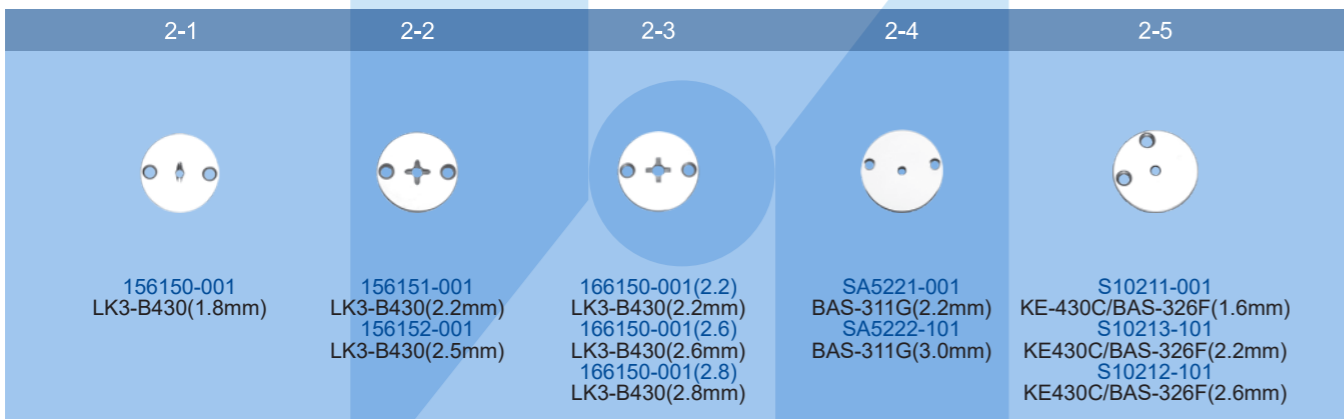 2-1
2-2
2-3
2-4
2-5
156150-001
LK3-B430(1.8mm)
156151-001
LK3-B430(2.2mm)
156152-001
LK3-B430(2.5mm)
166150-001(2.2)
LK3-B430(2.2mm)
166150-001(2.6)
LK3-B430(2.6mm)
166150-001(2.8)
LK3-B430(2.8mm)
SA5221-001
BAS-311G(2.2mm)
SA5222-101
BAS-311G(3.0mm)
S10211-001
KE-430C/BAS-326F(1.6mm)
S10213-101
KE430C/BAS-326F(2.2mm)
S10212-101
KE430C/BAS-326F(2.6mm)